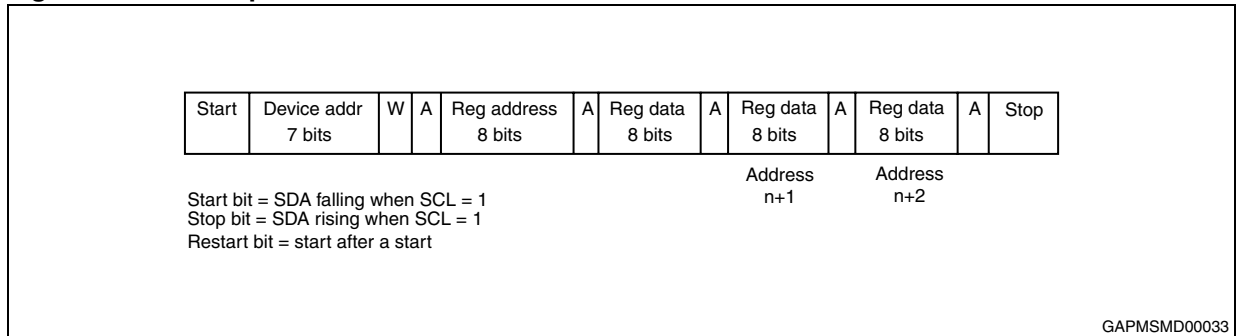 Start Device addr W A Reg address A Reg data A Reg data A Reg data A Stop
7 bits 8 bits 8 bits 8 bits 8 bits
Address Address
n+1 n+2
Start bit = SDA falling when SCL = 1
Stop bit = SDA rising when SCL = 1
Restart bit = start after a start
GAPMSMD00033